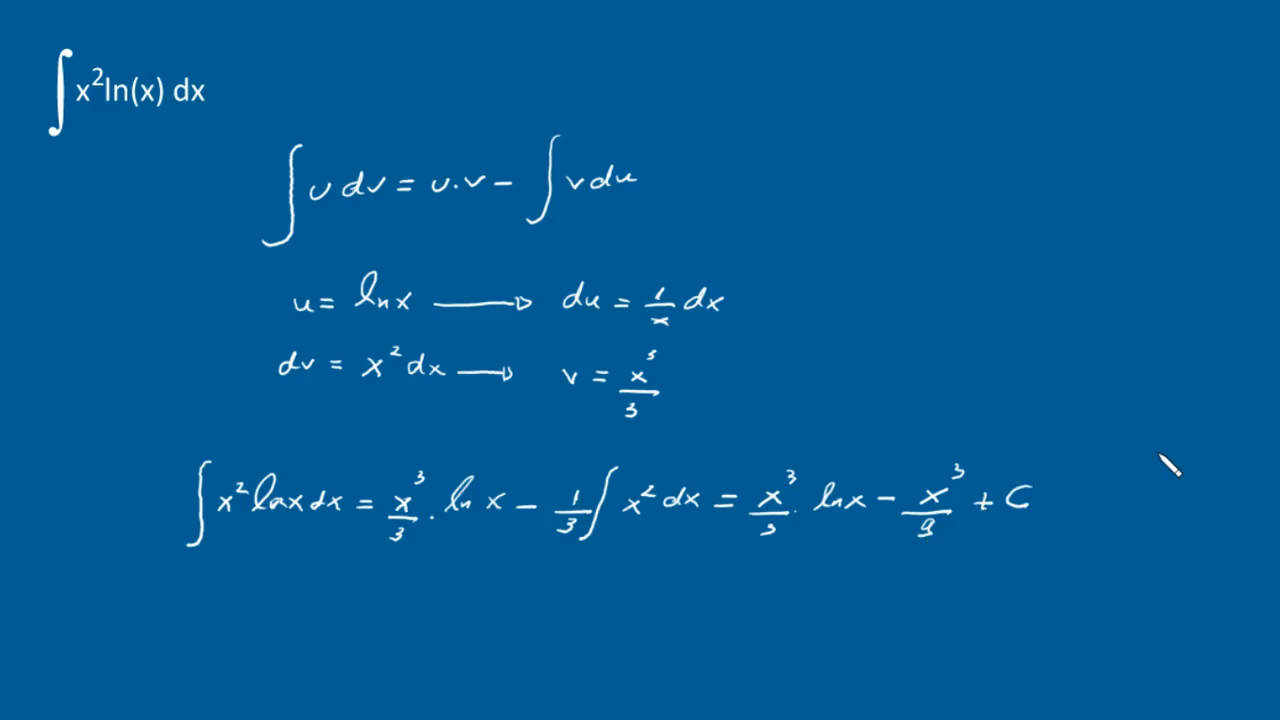 ∫ x²ln(x) dx
∫ u dv = u.v − ∫ v du
u = ln x ⟶ du = 1/x dx
dv = x² dx ⟶ v = x³/3
∫ x² ln x dx = x³/3 . ln x − 1/3 ∫ x² dx = x³/3 . ln x − x³/9 + C